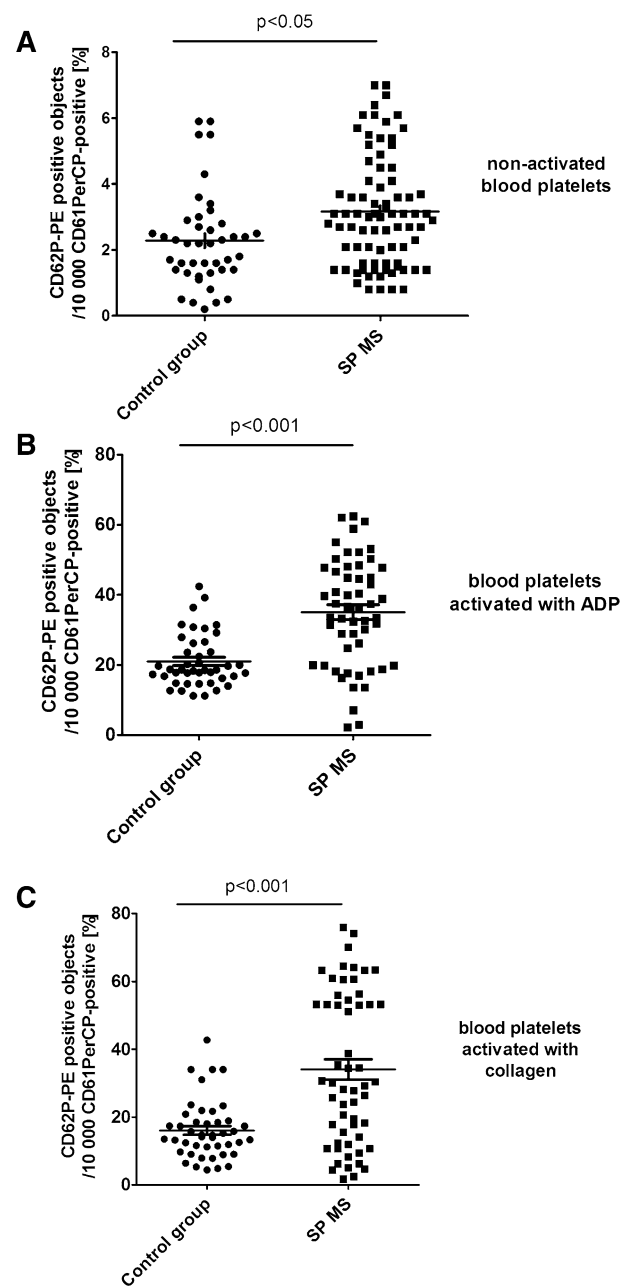 A
p<0.05
CD62P-PE positive objects
/10 000 CD61PerCP-positive [%]
8
6
4
2
0
Control group
SP MS
non-activated
blood platelets
B
p<0.001
CD62P-PE positive objects
/10 000 CD61PerCP-positive [%]
80
60
40
20
0
Control group
SP MS
blood platelets
activated with ADP
C
p<0.001
CD62P-PE positive objects
/10 000 CD61PerCP-positive [%]
80
60
40
20
0
Control group
SP MS
blood platelets
activated with
collagen